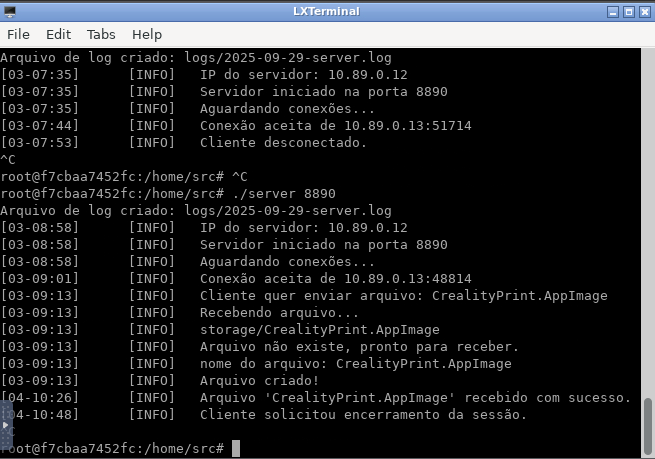 LXTerminal
File Edit Tabs Help
Arquivo de log criado: logs/2025-09-29-server.log
[03-07:35] [INFO] IP do servidor: 10.89.0.12
[03-07:35] [INFO] Servidor iniciado na porta 8890
[03-07:35] [INFO] Aguardando conexões...
[03-07:44] [INFO] Conexão aceita de 10.89.0.13:51714
[03-07:53] [INFO] Cliente desconectado.
^C
root@f7cbaa7452fc:/home/src# ^C
root@f7cbaa7452fc:/home/src# ./server 8890
Arquivo de log criado: logs/2025-09-29-server.log
[03-08:58] [INFO] IP do servidor: 10.89.0.12
[03-08:58] [INFO] Servidor iniciado na porta 8890
[03-08:58] [INFO] Aguardando conexões...
[03-09:01] [INFO] Conexão aceita de 10.89.0.13:48814
[03-09:13] [INFO] Cliente quer enviar arquivo: CrealityPrint.AppImage
[03-09:13] [INFO] Recebendo arquivo...
[03-09:13] [INFO] storage/CrealityPrint.AppImage
[03-09:13] [INFO] Arquivo não existe, pronto para receber.
[03-09:13] [INFO] nome do arquivo: CrealityPrint.AppImage
[03-09:13] [INFO] Arquivo criado!
[04-10:26] [INFO] Arquivo 'CrealityPrint.AppImage' recebido com sucesso.
04-10:48] [INFO] Cliente solicitou encerramento da sessão.
root@f7cbaa7452fc:/home/src#